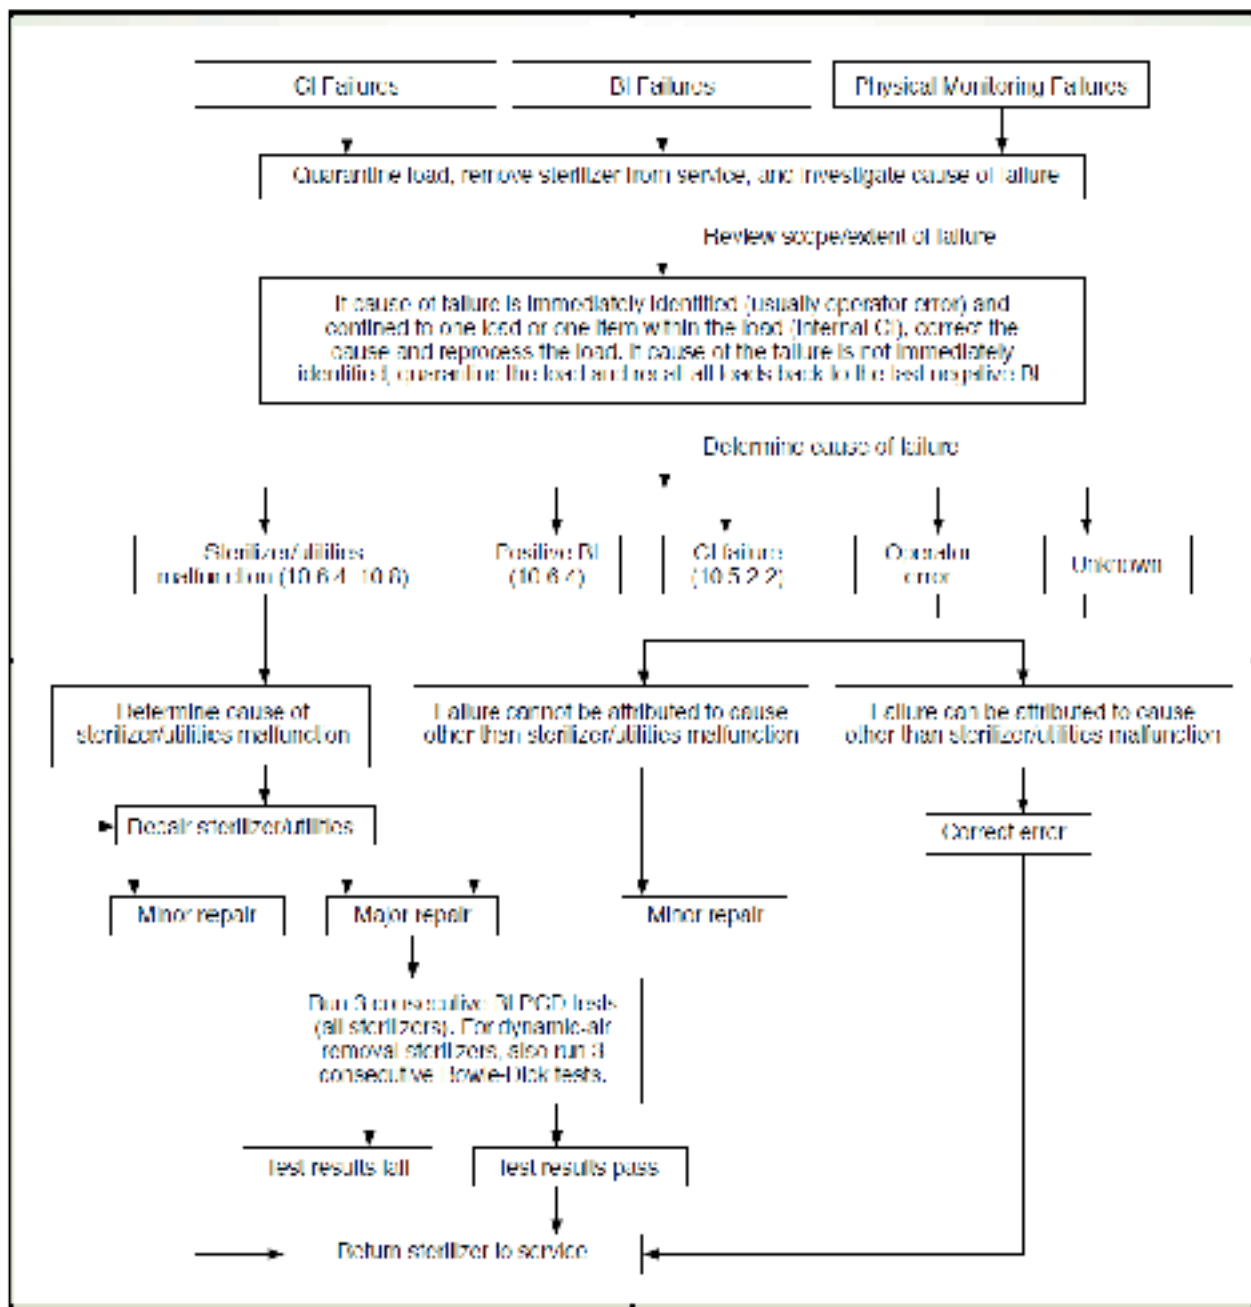 CI Failures
BI Failures
Physical Monitoring Failures
Quarantine load, remove sterilizer from service, and investigate cause of failure
Review scope/extent of failure
If cause of failure is immediately identified (usually operator error) and
confined to one load or one item within the load (internal CI), correct the
cause and reprocess the load. If cause of the failure is not immediately
identified, quarantine the load and recall all loads back to the last negative BI.
Determine cause of failure
Sterilizer/utilities
malfunction (10.6.4, 10.8)
Positive BI
(10.6.4)
CI failure
(10.5.2.2)
Operator
error
Unknown
Determine cause of
sterilizer/utilities malfunction
Failure cannot be attributed to cause
other than sterilizer/utilities malfunction
Failure can be attributed to cause
other than sterilizer/utilities malfunction
Repair sterilizer/utilities
Correct error
Minor repair
Major repair
Minor repair
Run 3 consecutive BI PCD tests
(all sterilizers). For dynamic-air
removal sterilizers, also run 3
consecutive Bowie-Dick tests.
Test results fail
Test results pass
Return sterilizer to service